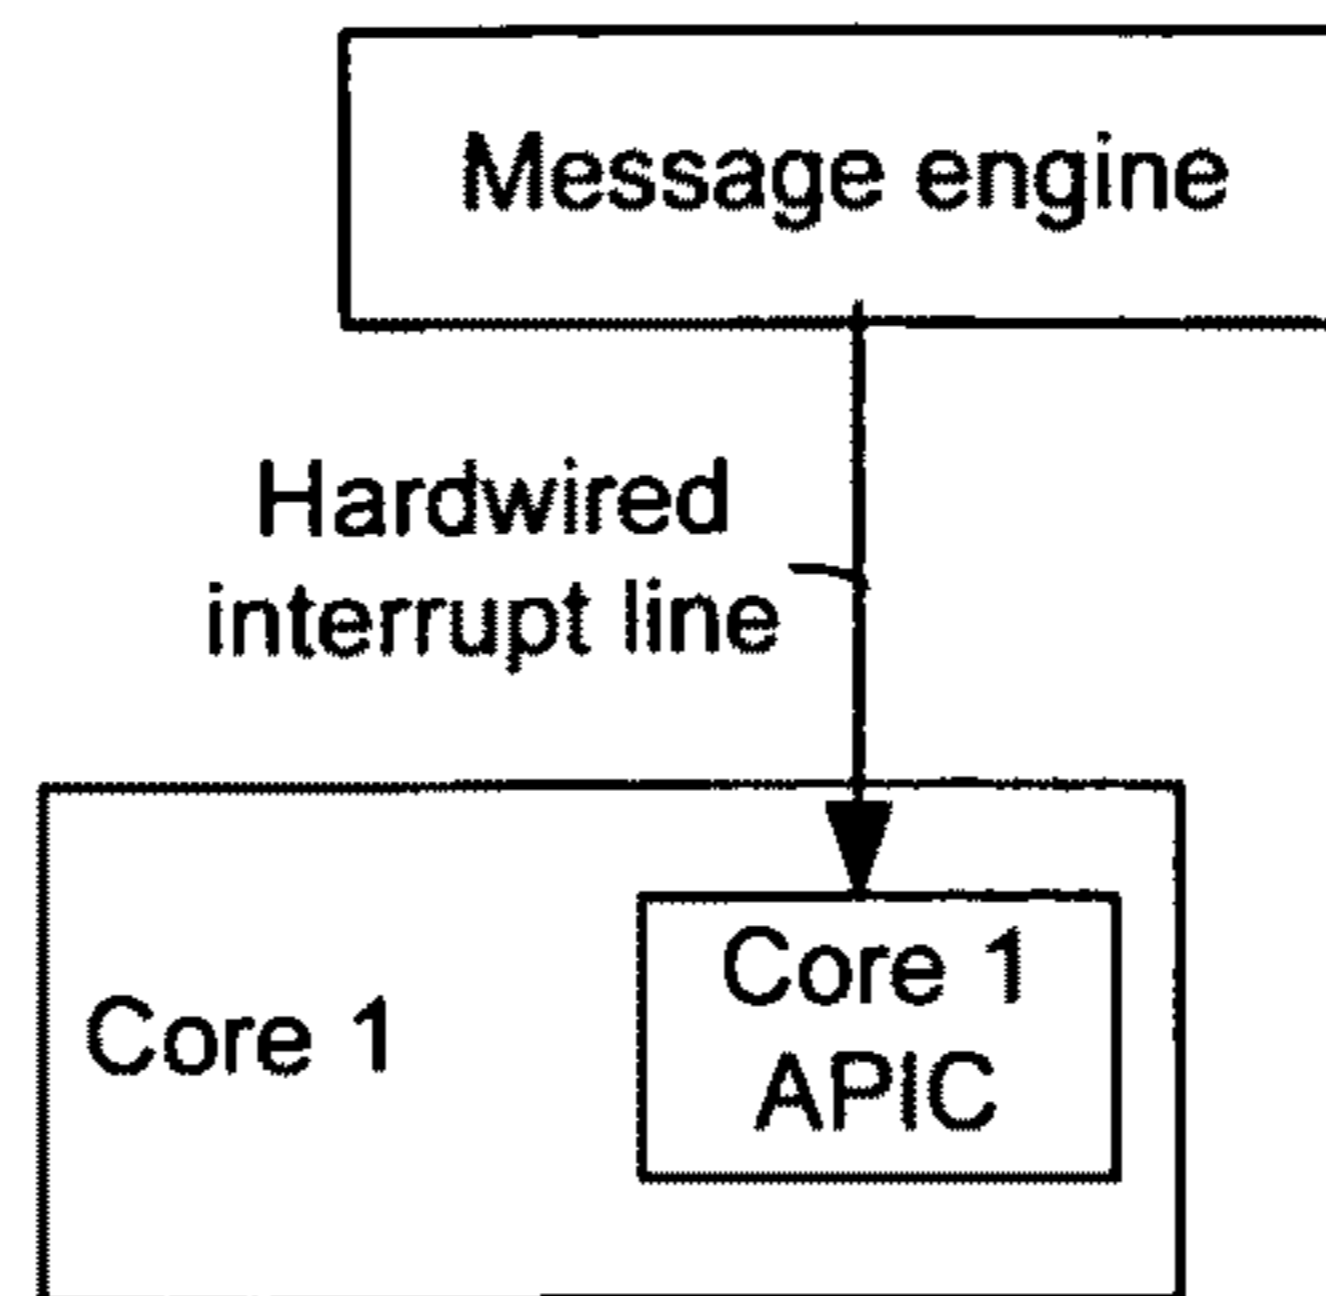 Message engine
Hardwired
interrupt line
Core 1
Core 1
APIC